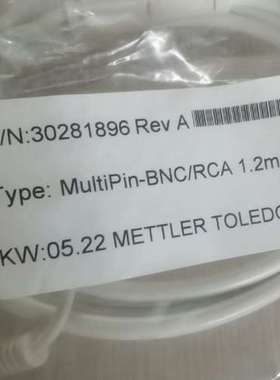 /N:30281896 Rev A
Type: MultiPin-BNC/RCA 1.2m
KW:05.22 METTLER TOLEDO